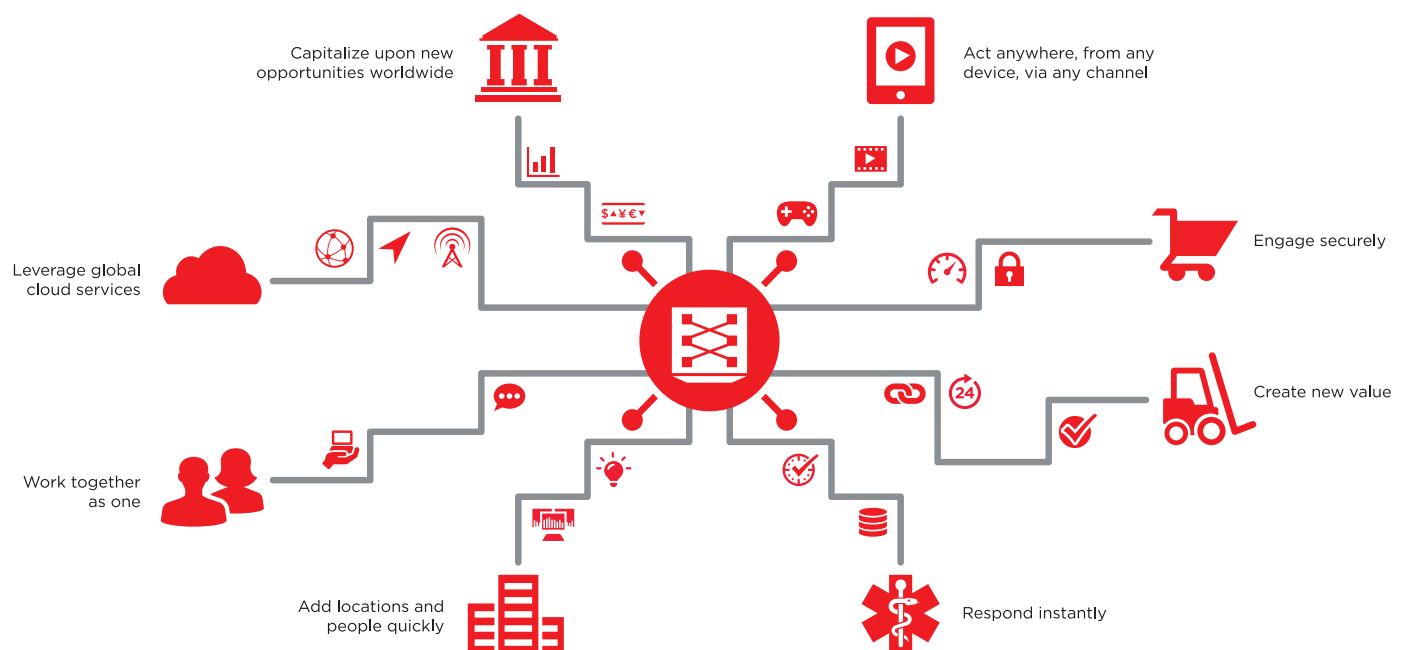 Capitalize upon new
opportunities worldwide
Act anywhere, from any
device, via any channel
$▲¥€▼
Leverage global
cloud services
Engage securely
24
Create new value
Work together
as one
Add locations and
people quickly
Respond instantly